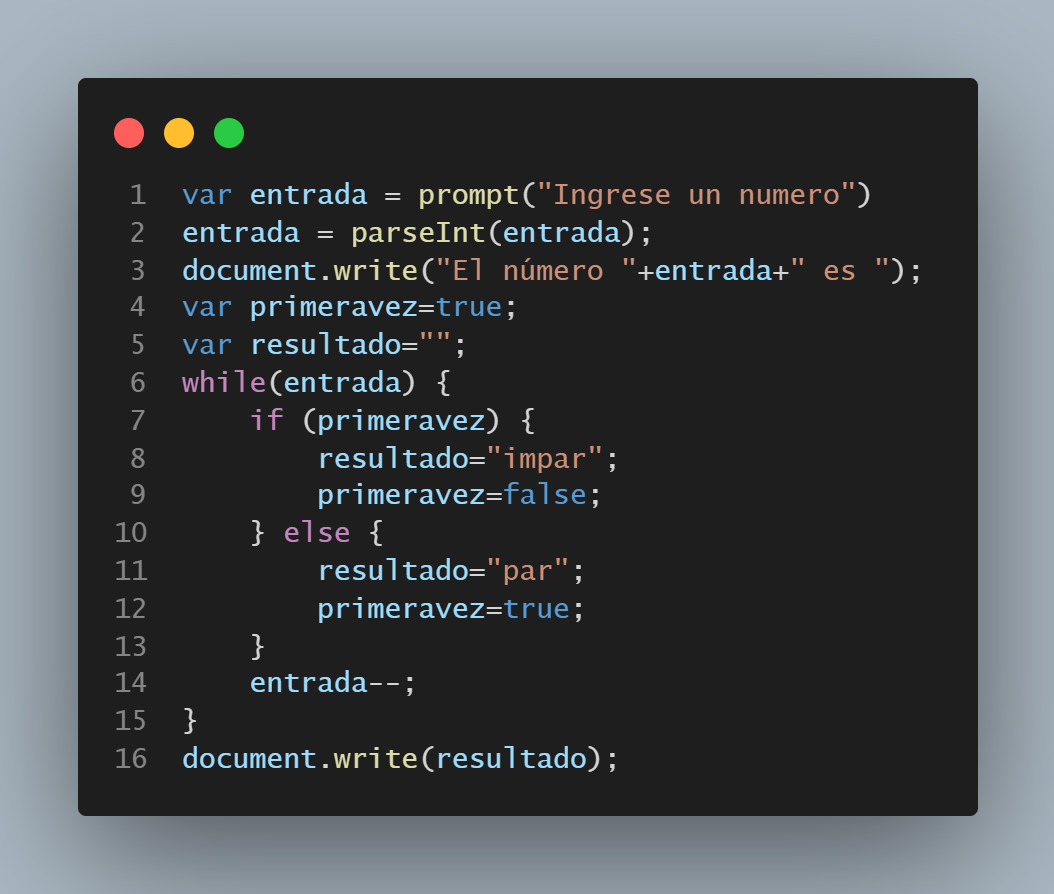 1 var entrada = prompt("Ingrese un numero")
2 entrada = parseInt(entrada);
3 document.write("El número "+entrada+" es ");
4 var primeravez=true;
5 var resultado="";
6 while(entrada) {
7     if (primeravez) {
8         resultado="impar";
9         primeravez=false;
10     } else {
11         resultado="par";
12         primeravez=true;
13     }
14     entrada--;
15 }
16 document.write(resultado);